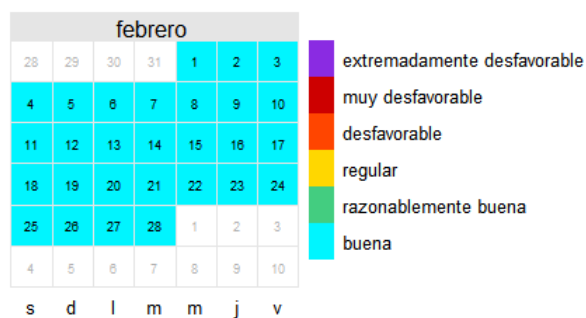 febrero
28 29 30 31 1 2 3
4 5 6 7 8 9 10
11 12 13 14 15 16 17
18 19 20 21 22 23 24
25 26 27 28 1 2 3
4 5 6 7 8 9 10
s d l m m j v
extremadamente desfavorable
muy desfavorable
desfavorable
regular
razonablemente buena
buena